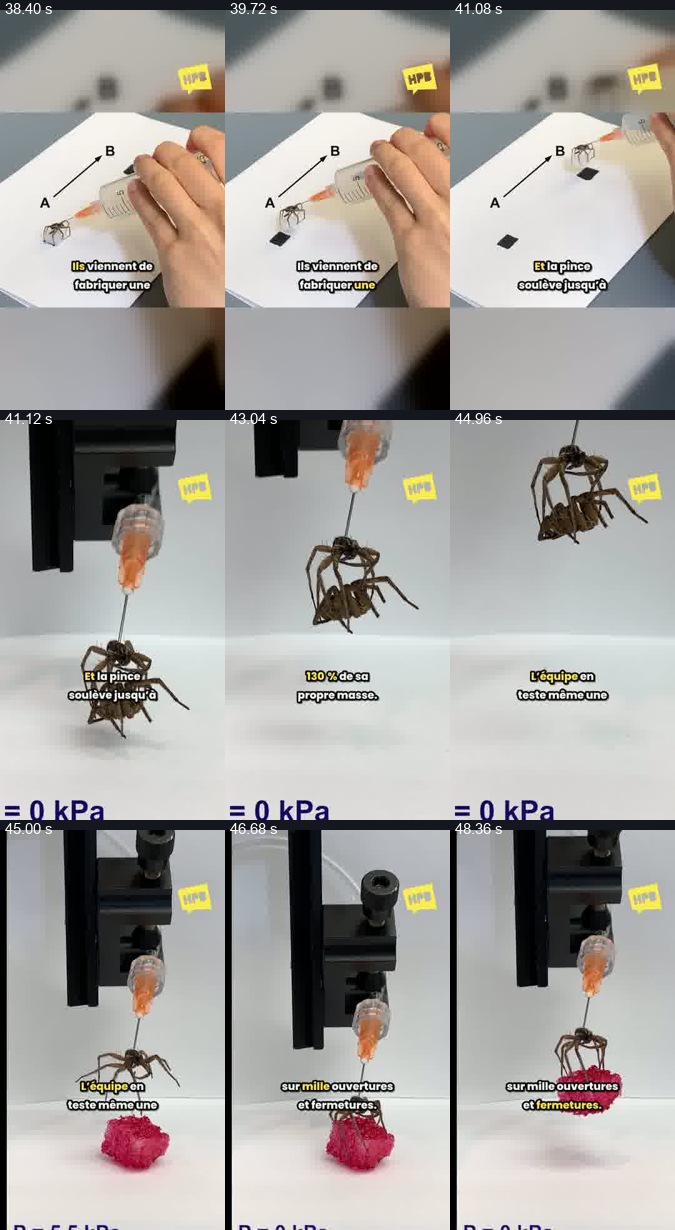 38.40 s
39.72 s
41.08 s
HPB
HPB
HPB
B
A
Ils viennent de
fabriquer une
B
A
Ils viennent de
fabriquer une
B
A
Et la pince
soulève jusqu'à
41.12 s
43.04 s
44.96 s
HPB
HPB
HPB
Et la pince
soulève jusqu'à
130 % de sa
propre masse.
L'équipe en
teste même une
= 0 kPa
= 0 kPa
= 0 kPa
45.00 s
46.68 s
48.36 s
HPB
HPB
HPB
L'équipe en
teste même une
sur mille ouvertures
et fermetures.
sur mille ouvertures
et fermetures.